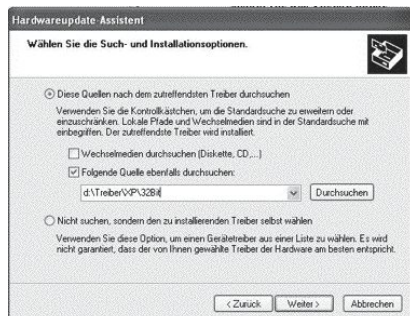 Hardwareupdate-Assistent
Wählen Sie die Such- und Installationsoptionen.
Diese Quellen nach dem zutreffendsten Treiber durchsuchen
Verwenden Sie die Kontrollkästchen, um die Standardsuche zu erweitern oder
einzuschränken. Lokale Pfade und Wechselmedien sind in der Standardsuche mit
einbegriffen. Der zutreffendste Treiber wird installiert.
Wechselmedien durchsuchen (Diskette, CD,...)
Folgende Quelle ebenfalls durchsuchen:
d:\Treiber\XP\32Bit
Durchsuchen
Nicht suchen, sondern den zu installierenden Treiber selbst wählen
Verwenden Sie diese Option, um einen Gerätetreiber aus einer Liste zu wählen. Es wird
nicht garantiert, dass der von Ihnen gewählte Treiber der Hardware am besten entspricht.
< Zurück
Weiter >
Abbrechen